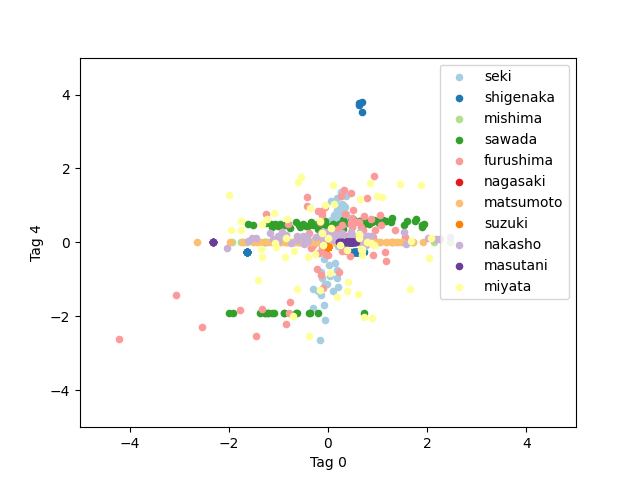 seki
shigenaka
mishima
sawada
furushima
nagasaki
matsumoto
suzuki
nakasho
masutani
miyata
4
2
0
−2
−4
Tag 4
−4
−2
0
2
4
Tag 0